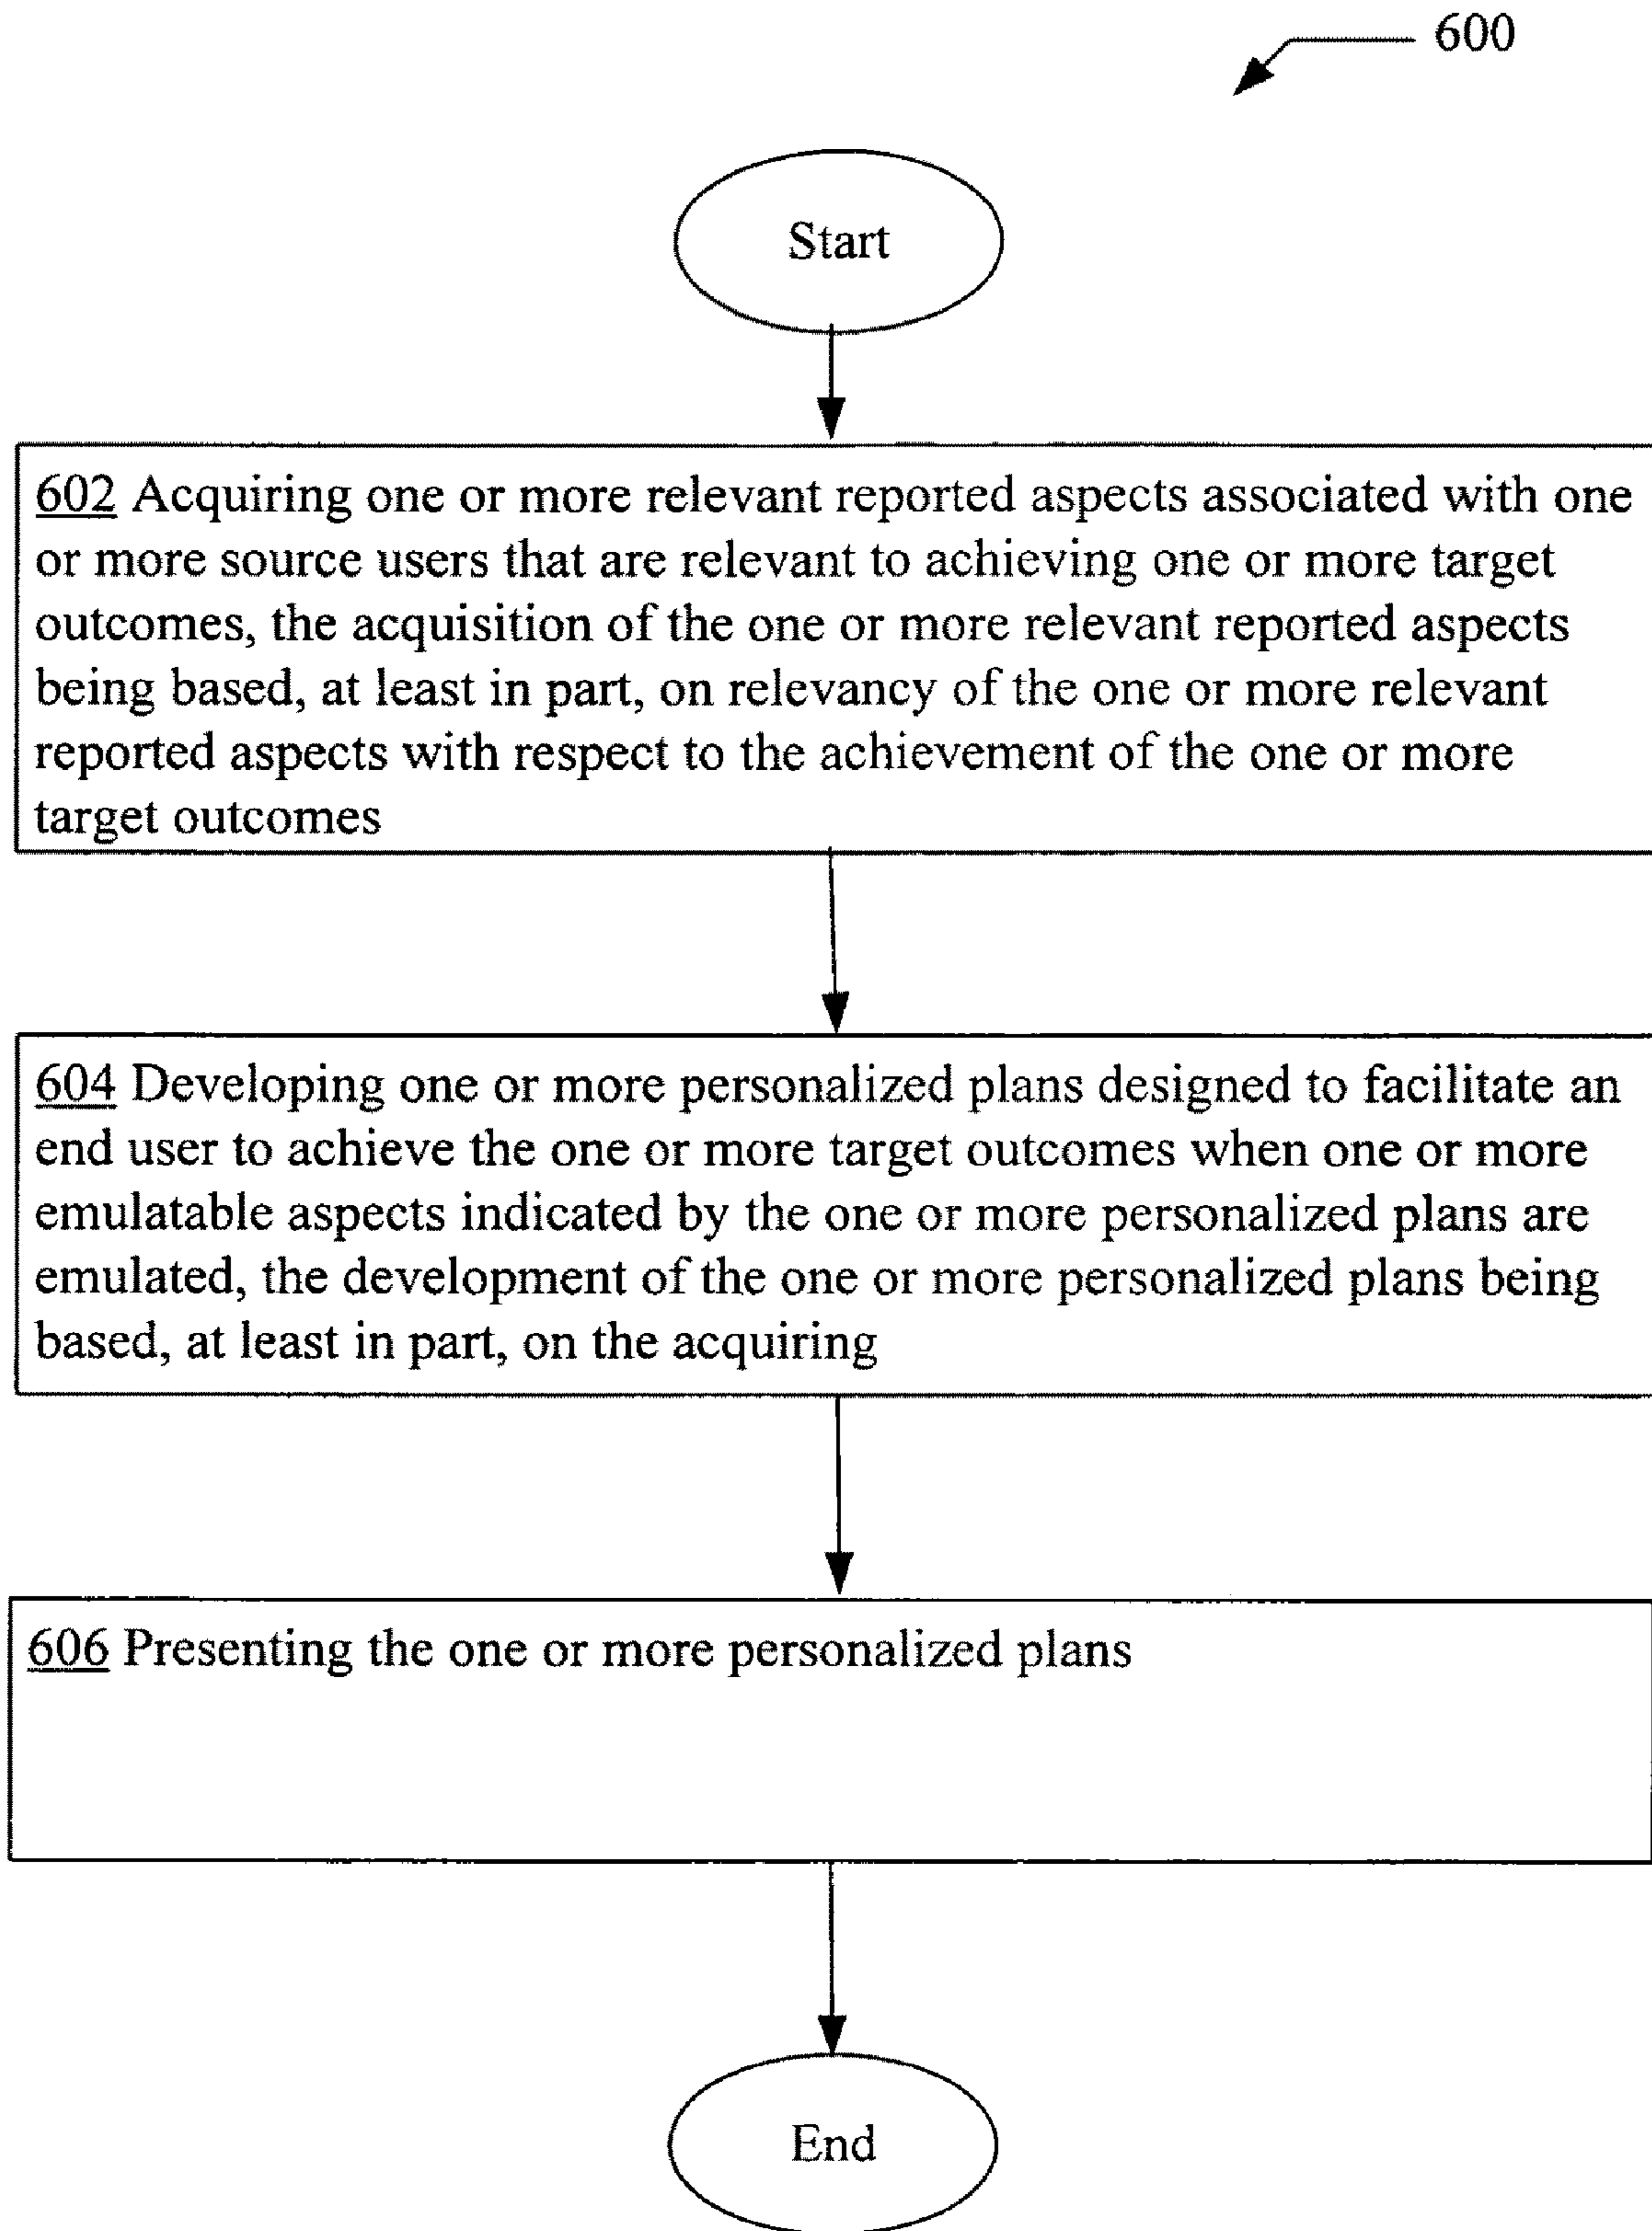 600
Start
602 Acquiring one or more relevant reported aspects associated with one
or more source users that are relevant to achieving one or more target
outcomes, the acquisition of the one or more relevant reported aspects
being based, at least in part, on relevancy of the one or more relevant
reported aspects with respect to the achievement of the one or more
target outcomes
604 Developing one or more personalized plans designed to facilitate an
end user to achieve the one or more target outcomes when one or more
emulatable aspects indicated by the one or more personalized plans are
emulated, the development of the one or more personalized plans being
based, at least in part, on the acquiring
606 Presenting the one or more personalized plans
End